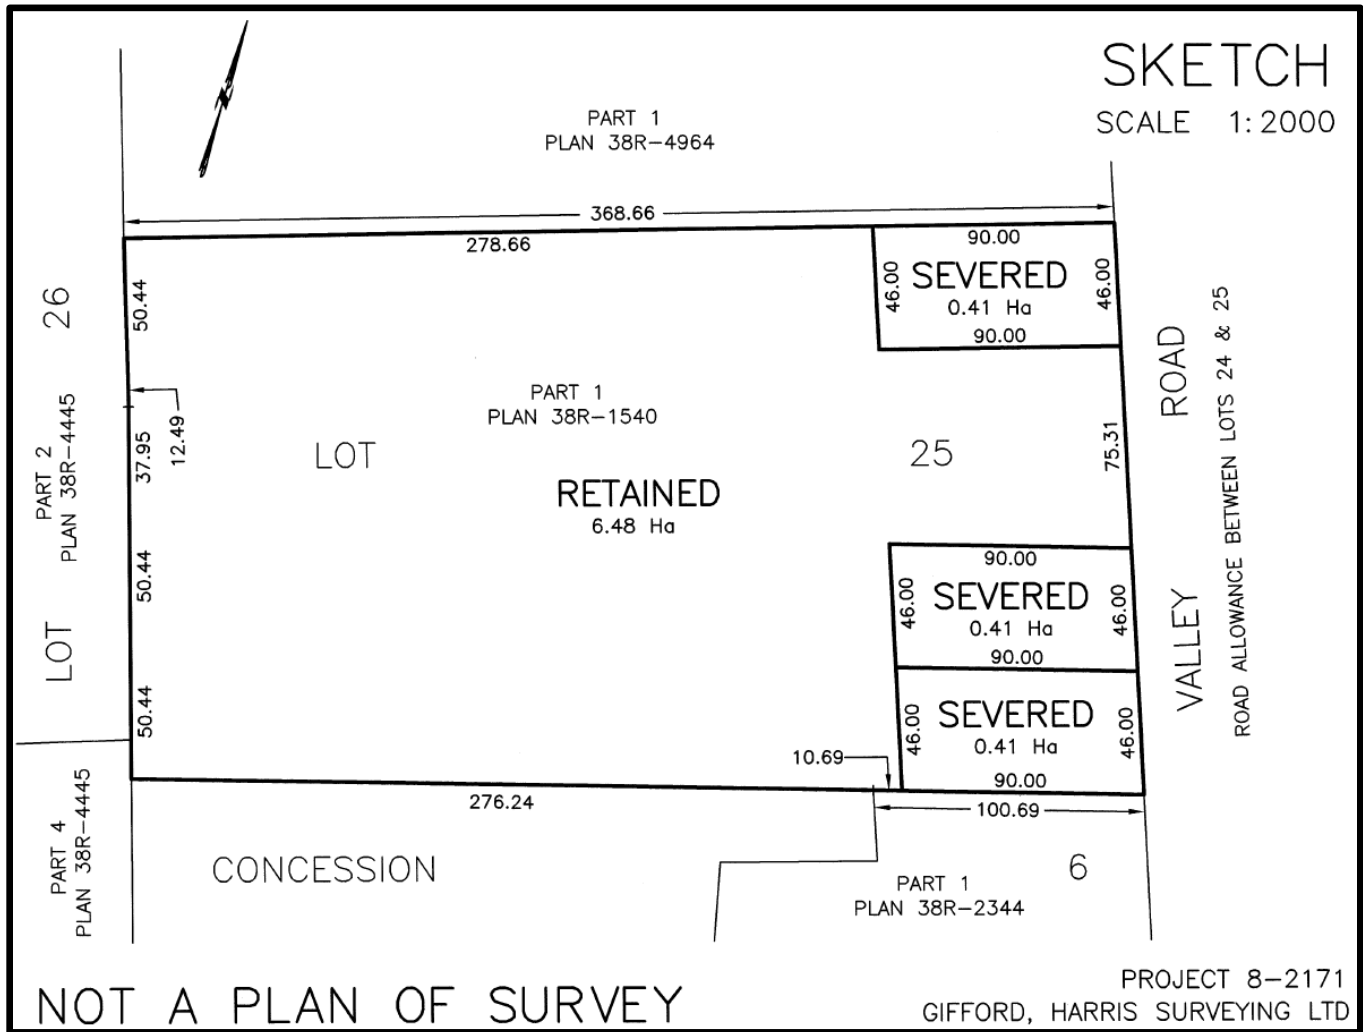 SKETCH
SCALE 1:2000
PART 1
PLAN 38R-4964
368.66
278.66
90.00
46.00
SEVERED
0.41 Ha
46.00
90.00
50.44
LOT 26
PART 2
PLAN 38R-4445
12.49
37.95
50.44
50.44
PART 1
PLAN 38R-1540
LOT 25
RETAINED
6.48 Ha
75.31
VALLEY ROAD
ROAD ALLOWANCE BETWEEN LOTS 24 & 25
90.00
46.00
SEVERED
0.41 Ha
46.00
90.00
46.00
SEVERED
0.41 Ha
46.00
90.00
10.69
276.24
100.69
PART 4
PLAN 38R-4445
CONCESSION 6
PART 1
PLAN 38R-2344
NOT A PLAN OF SURVEY
PROJECT 8-2171
GIFFORD, HARRIS SURVEYING LTD